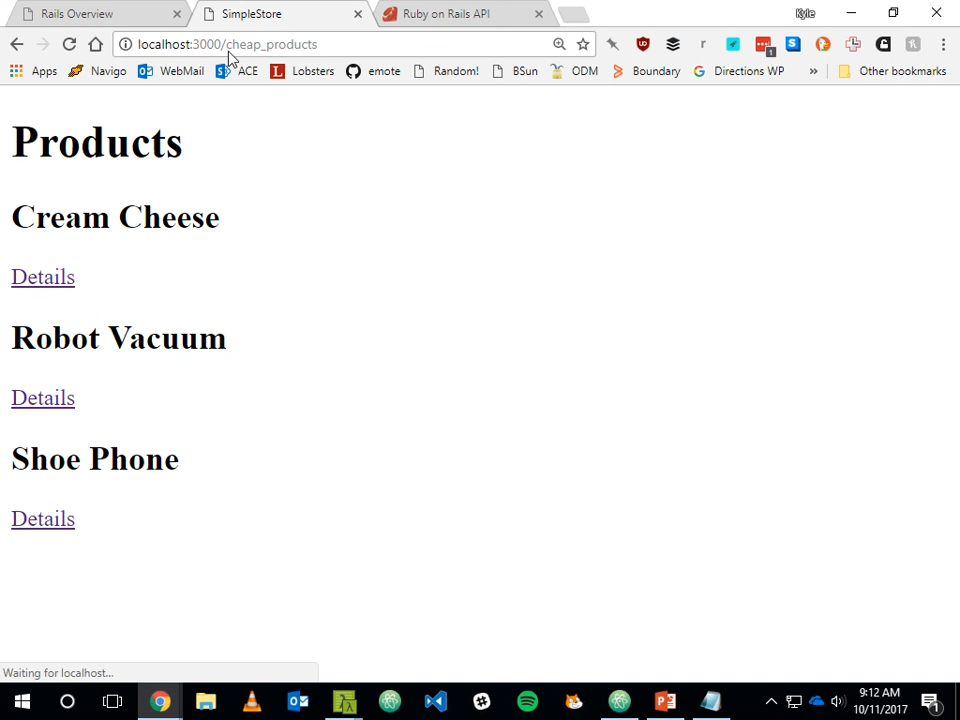 Rails Overview
SimpleStore
Ruby on Rails API
Kyle
localhost:3000/cheap_products
Apps
Navigo
WebMail
ACE
Lobsters
emote
Random!
BSun
ODM
Boundary
Directions WP
»
Other bookmarks
Products
Cream Cheese
Details
Robot Vacuum
Details
Shoe Phone
Details
Waiting for localhost...
9:12 AM
10/11/2017
1